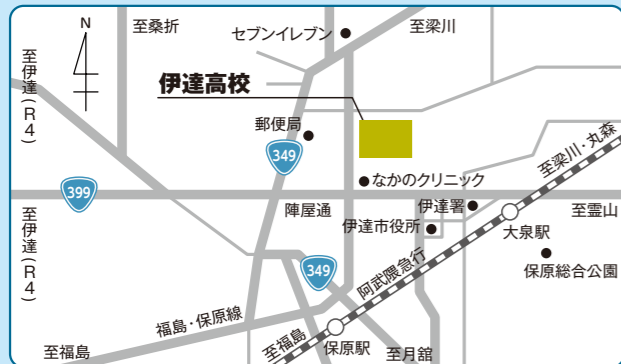 N
至桑折
セブンイレブン
至梁川
至伊達(R4)
伊達高校
郵便局
349
至梁川・丸森
399
なかのクリニック
陣屋通
伊達署
至霊山
伊達市役所
大泉駅
至伊達(R4)
349
阿武隈急行
保原総合公園
福島・保原線
至福島
至福島
保原駅
至月舘